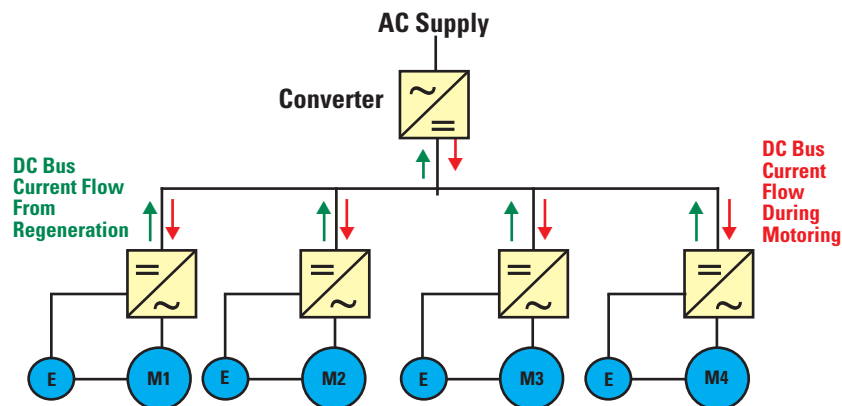 AC Supply
Converter
DC Bus
Current Flow
From
Regeneration
DC Bus
Current
Flow
During
Motoring
E
M1
E
M2
E
M3
E
M4